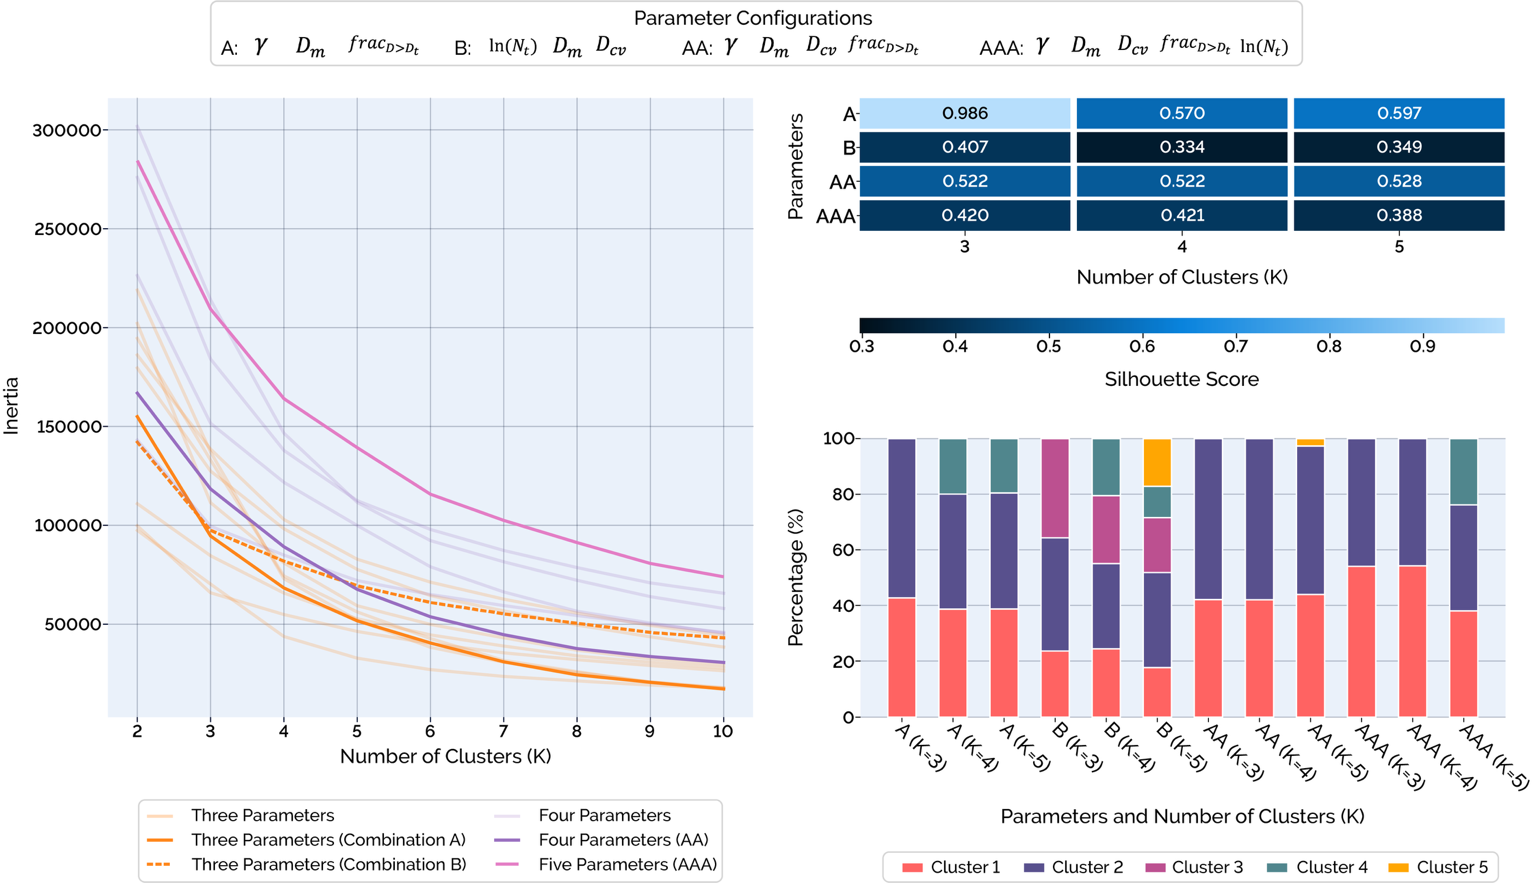 Parameter Configurations
A: γ D_m frac_{D>D_t} B: ln(N_t) D_m D_cv AA: γ D_m D_cv frac_{D>D_t} AAA: γ D_m D_cv frac_{D>D_t} ln(N_t)
300000
250000
200000
150000
100000
50000
Inertia
2 3 4 5 6 7 8 9 10
Number of Clusters (K)
Three Parameters
Three Parameters (Combination A)
Three Parameters (Combination B)
Four Parameters
Four Parameters (AA)
Five Parameters (AAA)
Parameters
A 0.986 0.570 0.597
B 0.407 0.334 0.349
AA 0.522 0.522 0.528
AAA 0.420 0.421 0.388
3 4 5
Number of Clusters (K)
0.3 0.4 0.5 0.6 0.7 0.8 0.9
Silhouette Score
100
80
60
40
20
0
Percentage (%)
A (K=3) A (K=4) A (K=5) B (K=3) B (K=4) B (K=5) AA (K=3) AA (K=4) AA (K=5) AAA (K=3) AAA (K=4) AAA (K=5)
Parameters and Number of Clusters (K)
Cluster 1 Cluster 2 Cluster 3 Cluster 4 Cluster 5